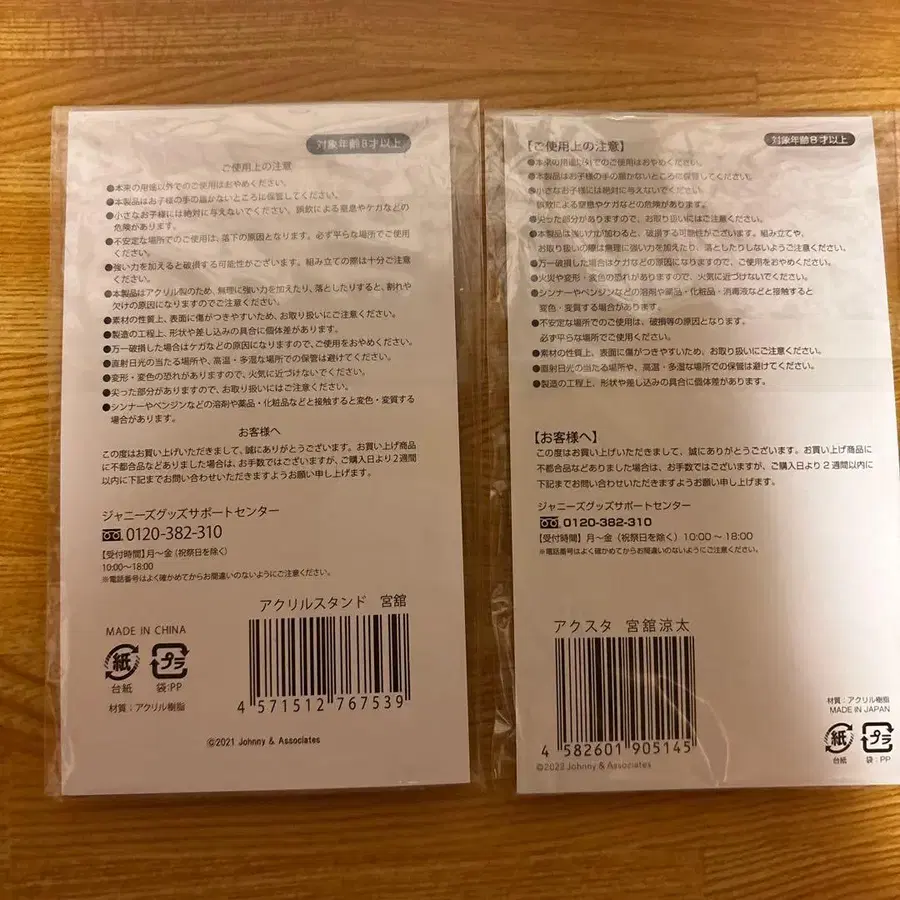 対象年齢8才以上
ご使用上の注意
●本来の用途以外でのご使用はおやめください。
●本製品はお子様の手の届かないところに保管してください。
●小さなお子様には絶対に与えないでください。誤飲による窒息やケガなどの
危険があります。
●不安定な場所でのご使用は、落下の原因となります。必ず平らな場所でご使用
ください。
●強い力を加えると破損する可能性がございます。組み立ての際は十分ご注意
ください。
●本製品はアクリル製のため、無理に強い力を加えたり、落としたりすると、割れや
欠けの原因になりますのでご注意ください。
●素材の性質上、表面に傷がつきやすいため、お取り扱いにご注意ください。
●製造の工程上、形状や差し込みの具合に個体差があります。
●万一破損した場合はケガなどの原因になりますので、ご使用をおやめください。
●直射日光の当たる場所や、高温・多湿な場所での保管は避けてください。
●変形・変色の恐れがありますので、火気に近づけないでください。
●尖った部分がありますので、お取り扱いにはご注意ください。
●シンナーやベンジンなどの溶剤や薬品・化粧品などと接触すると変色・変質する
場合があります。
お客様へ
この度はお買い上げいただきまして、誠にありがとうございます。お買い上げ商品
に不都合品などありました場合は、お手数ではございますが、ご購入日より2週間
以内に下記までお問い合わせいただきますようお願い申し上げます。
ジャニーズグッズサポートセンター
0120-382-310
【受付時間】月～金(祝祭日を除く)
10:00～18:00
※電話番号はよく確かめてからお間違いのないようにご注意ください。
アクリルスタンド 宮舘
MADE IN CHINA
紙 プラ
台紙 袋:PP
材質:アクリル樹脂
4 571512 767539
©2021 Johnny & Associates
対象年齢8才以上
【ご使用上の注意】
●本来の用途以外でのご使用はおやめください。
●本製品はお子様の手の届かないところに保管してください。
●小さなお子様には絶対に与えないでください。
誤飲による窒息やケガなどの危険があります。
●尖った部分がありますので、お取り扱いにはご注意ください。
●本製品は強い力が加わると、破損する可能性がございます。組み立てや、
お取り扱いの際は無理に強い力を加えたり、落としたりしないようご注意ください。
●万一破損した場合はケガなどの原因になりますので、ご使用をおやめください。
●火災や変形・変色の恐れがありますので、火気に近づけないでください。
●シンナーやベンジンなどの溶剤や薬品・化粧品・消毒液などと接触すると
変色・変質する場合があります。
●不安定な場所でのご使用は、破損等の原因となります。
必ず平らな場所でご使用ください。
●素材の性質上、表面に傷がつきやすいため、お取り扱いにご注意ください。
●直射日光の当たる場所や、高温・多湿な場所での保管は避けてください。
●製造の工程上、形状や差し込みの具合に個体差があります。
【お客様へ】
この度はお買い上げいただきまして、誠にありがとうございます。お買い上げ商品に
不都合品などありました場合は、お手数ではございますが、ご購入日より2週間以内に
下記までお問い合わせいただきますようお願い申し上げます。
ジャニーズグッズサポートセンター
0120-382-310
【受付時間】月～金(祝祭日を除く) 10:00～18:00
※電話番号はよく確かめてからお間違いのないようにご注意ください。
アクスタ 宮舘涼太
4 582601 905145
©2022 Johnny & Associates
材質:アクリル樹脂
MADE IN JAPAN
紙 プラ
台紙 袋:PP